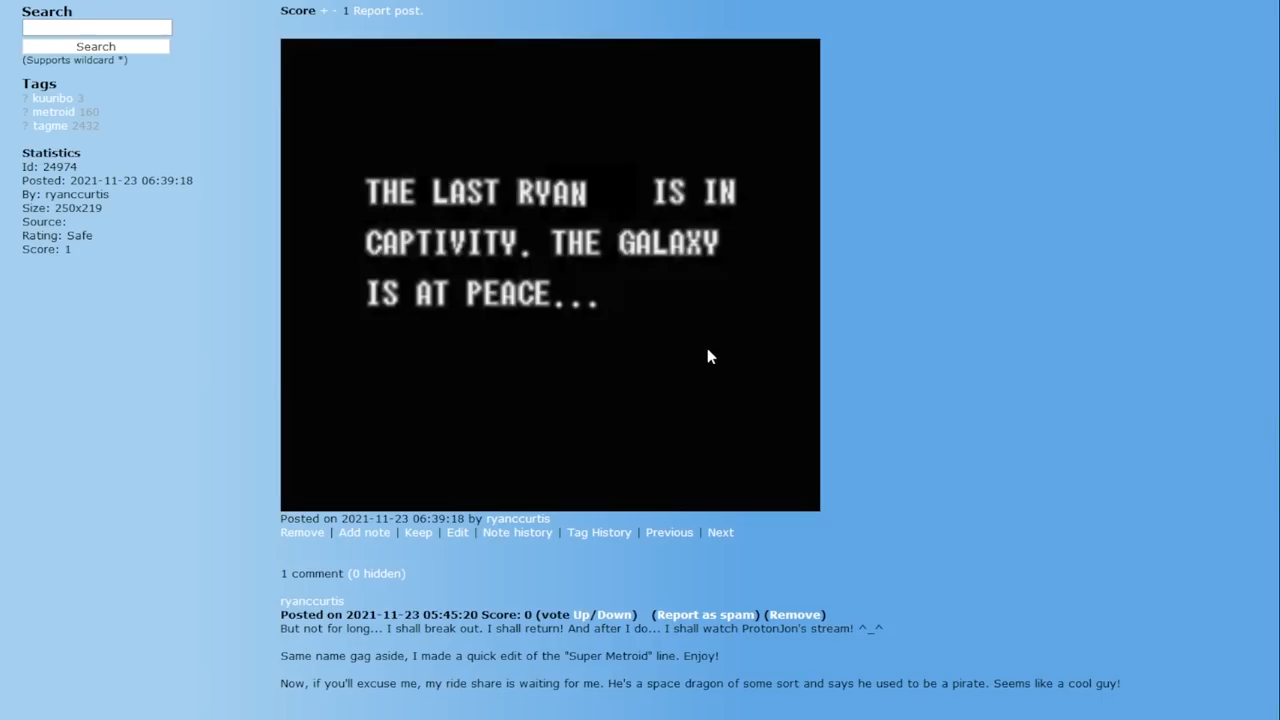 Search
Search
(Supports wildcard *)
Tags
? kuunbo 3
? metroid 160
? tagme 2432
Statistics
Id: 24974
Posted: 2021-11-23 06:39:18
By: ryanccurtis
Size: 250x219
Source:
Rating: Safe
Score: 1
Score + - 1 Report post.
THE LAST RYAN IS IN
CAPTIVITY. THE GALAXY
IS AT PEACE...
Posted on 2021-11-23 06:39:18 by ryanccurtis
Remove | Add note | Keep | Edit | Note history | Tag History | Previous | Next
1 comment (0 hidden)
ryanccurtis
Posted on 2021-11-23 05:45:20 Score: 0 (vote Up/Down) (Report as spam) (Remove)
But not for long... I shall break out. I shall return! And after I do... I shall watch ProtonJon's stream! ^_^
Same name gag aside, I made a quick edit of the "Super Metroid" line. Enjoy!
Now, if you'll excuse me, my ride share is waiting for me. He's a space dragon of some sort and says he used to be a pirate. Seems like a cool guy!